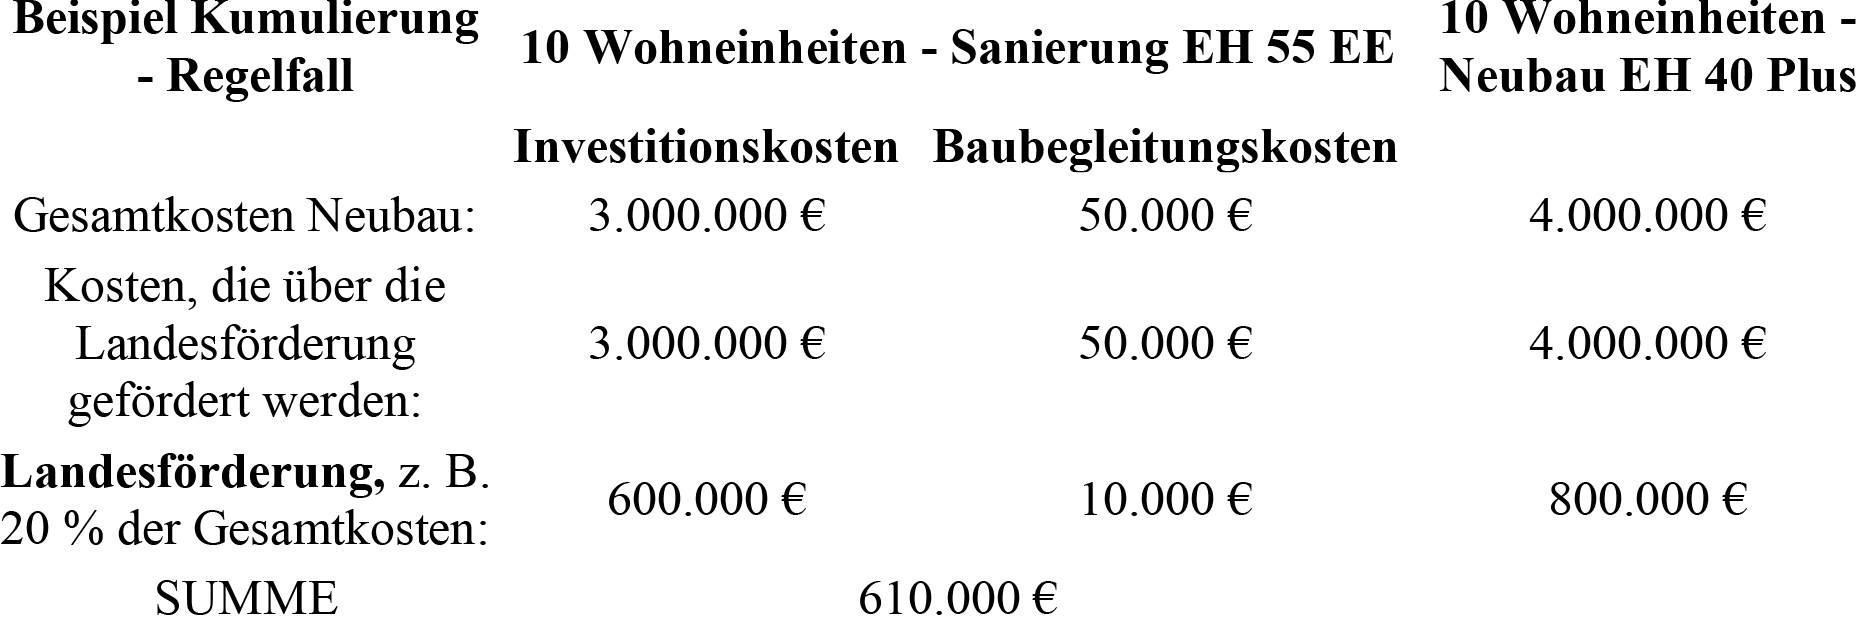 Beispiel Kumulierung
- Regelfall
10 Wohneinheiten - Sanierung EH 55 EE
10 Wohneinheiten -
Neubau EH 40 Plus
Investitionskosten
Baubegleitungskosten
Gesamtkosten Neubau:
3.000.000 €
50.000 €
4.000.000 €
Kosten, die über die
Landesförderung
gefördert werden:
3.000.000 €
50.000 €
4.000.000 €
Landesförderung, z. B.
20 % der Gesamtkosten:
600.000 €
10.000 €
800.000 €
SUMME
610.000 €